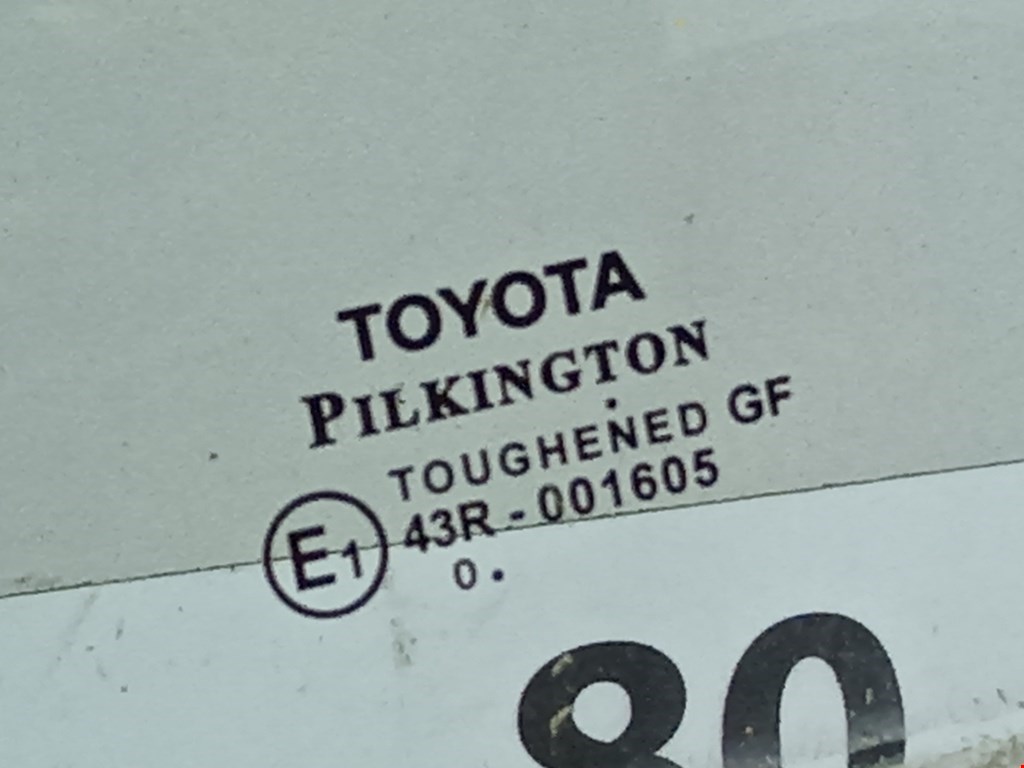 TOYOTA
PILKINGTON
TOUGHENED GF
E1 43R - 001605
0 .
80